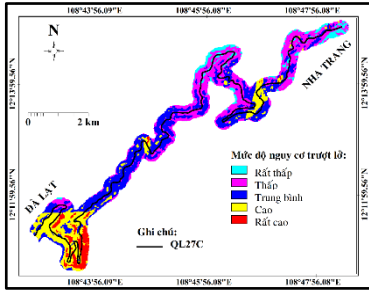 108°43'56.09"E 108°45'56.08"E 108°47'56.08"E
N
NHA TRANG
12°13'59.56"N
12°13'59.56"N
0 2 km
Mức độ nguy cơ trượt lở:
Rất thấp
Thấp
Trung bình
Cao
Rất cao
12°11'59.56"N
12°11'59.56"N
ĐÀ LẠT
Ghi chú:
QL27C
108°43'56.09"E 108°45'56.08"E 108°47'56.08"E